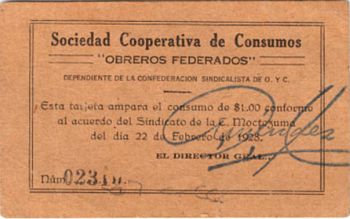 Sociedad Cooperativa de Consumos
"OBREROS FEDERADOS"
DEPENDIENTE DE LA CONFEDERACION SINDICALISTA DE O. Y C.
Esta tarjeta ampara el consumo de $1.00 conforme
al acuerdo del Sindicato de la C. Moctezuma
del día 22 de Febrero de 1928.
EL DIRECTOR GRAL.
Núm.